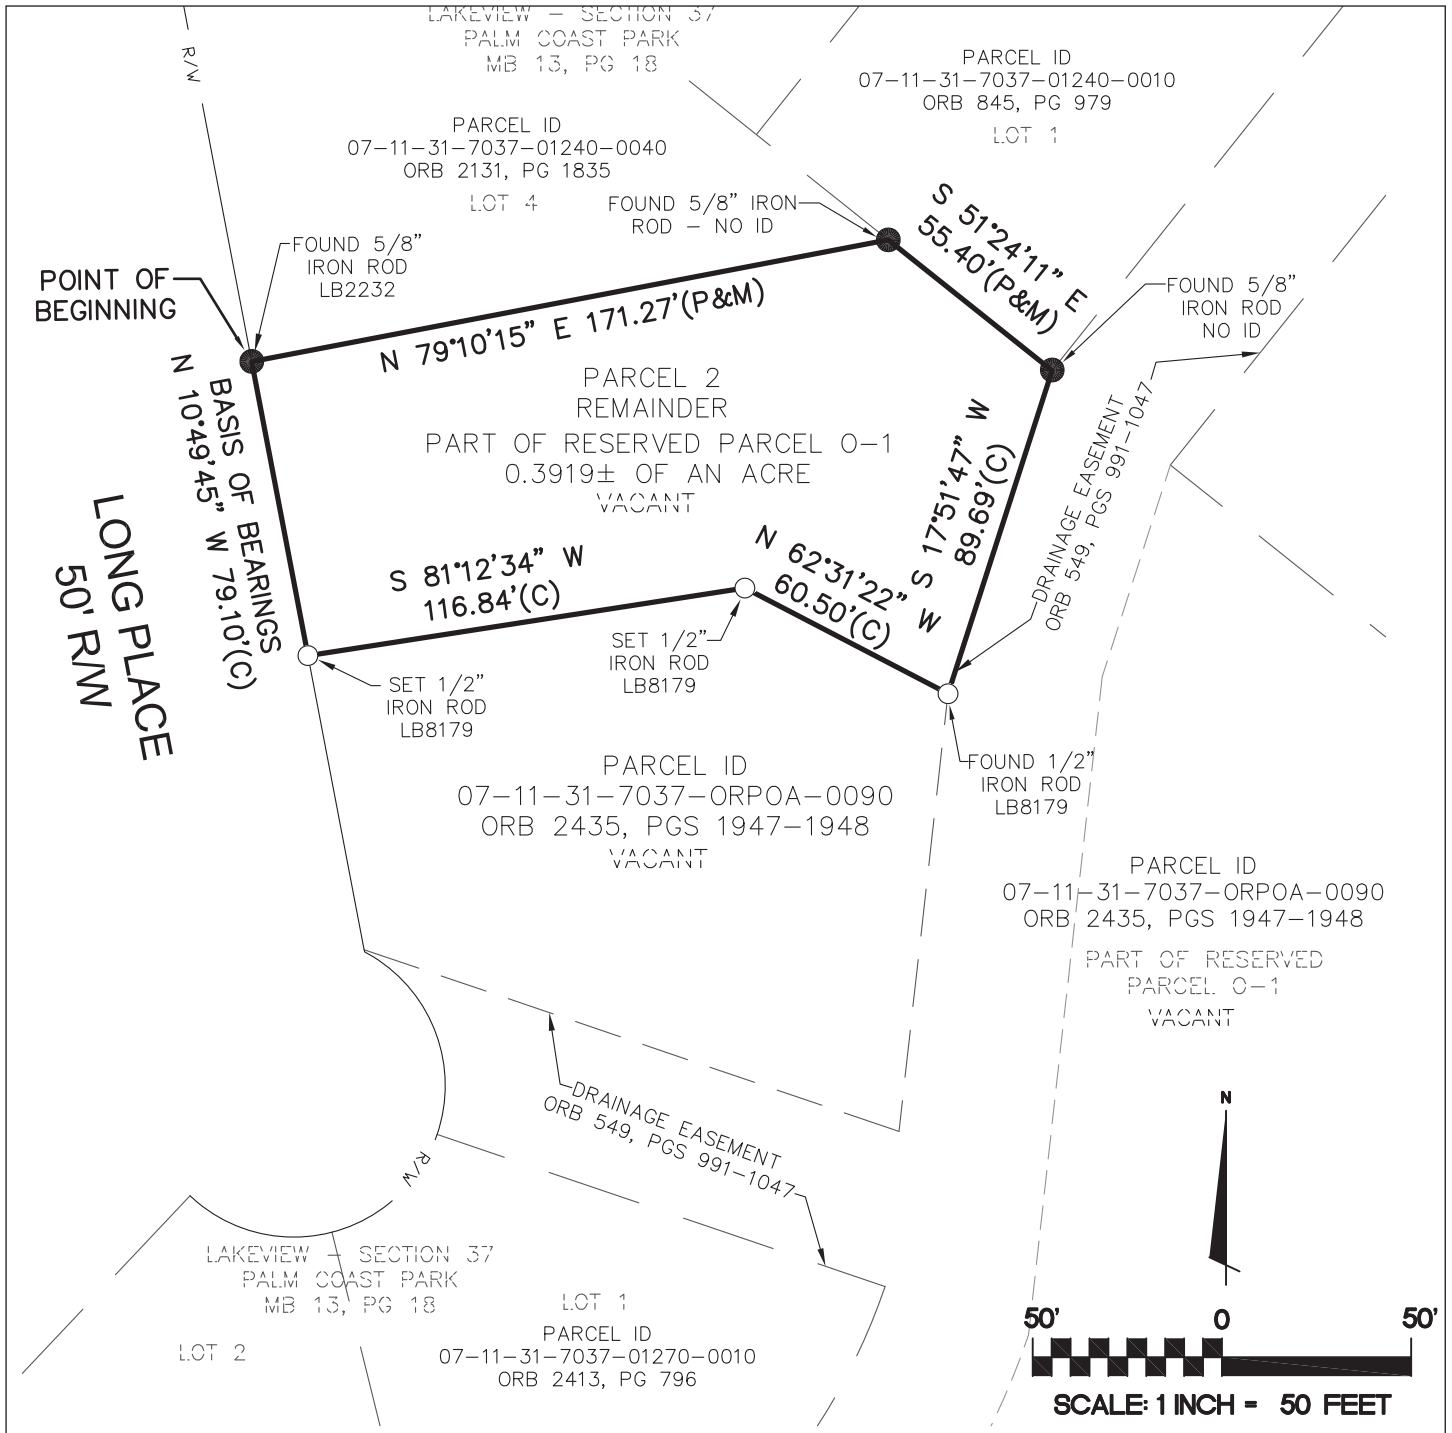 LAKEVIEW - SECTION 37
PALM COAST PARK
MB 13, PG 18
R/W
PARCEL ID
07-11-31-7037-01240-0010
ORB 845, PG 979
LOT 1
PARCEL ID
07-11-31-7037-01240-0040
ORB 2131, PG 1835
LOT 4
FOUND 5/8" IRON
ROD - NO ID
S 51°24'11" E
55.40'(P&M)
FOUND 5/8"
IRON ROD
LB2232
POINT OF
BEGINNING
FOUND 5/8"
IRON ROD
NO ID
N 79°10'15" E 171.27'(P&M)
PARCEL 2
REMAINDER
PART OF RESERVED PARCEL O-1
0.3919± OF AN ACRE
VACANT
BASIS OF BEARINGS
N 10°49'45" W 79.10'(C)
LONG PLACE
50' R/W
S 17°51'47" W
89.69'(C)
DRAINAGE EASEMENT
ORB 549, PGS 991-1047
S 81°12'34" W
116.84'(C)
N 62°31'22" W
60.50'(C)
SET 1/2"
IRON ROD
LB8179
SET 1/2"
IRON ROD
LB8179
FOUND 1/2"
IRON ROD
LB8179
PARCEL ID
07-11-31-7037-ORPOA-0090
ORB 2435, PGS 1947-1948
VACANT
PARCEL ID
07-11-31-7037-ORPOA-0090
ORB 2435, PGS 1947-1948
PART OF RESERVED
PARCEL O-1
VACANT
DRAINAGE EASEMENT
ORB 549, PGS 991-1047
R/W
LAKEVIEW - SECTION 37
PALM COAST PARK
MB 13, PG 18
LOT 2
LOT 1
PARCEL ID
07-11-31-7037-01270-0010
ORB 2413, PG 796
N
50' 0 50'
SCALE: 1 INCH = 50 FEET